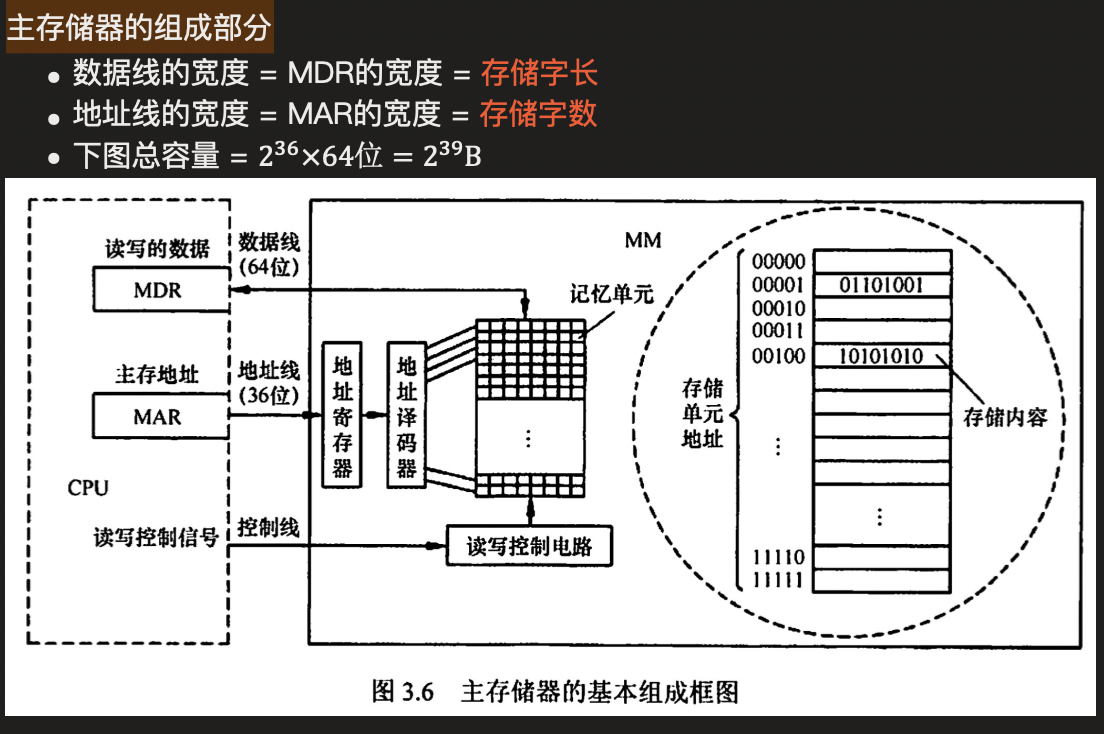 主存储器的组成部分
• 数据线的宽度 = MDR的宽度 = 存储字长
• 地址线的宽度 = MAR的宽度 = 存储字数
• 下图总容量 = 2³⁶×64位 = 2³⁹B
读写的数据
MDR
主存地址
MAR
CPU
读写控制信号
数据线
(64位)
地址线
(36位)
控制线
MM
地址寄存器
地址译码器
记忆单元
⋮
读写控制电路
存储
单元
地址
00000
00001 01101001
00010
00011
00100 10101010
⋮
⋮
11110
11111
存储内容
图 3.6 主存储器的基本组成框图